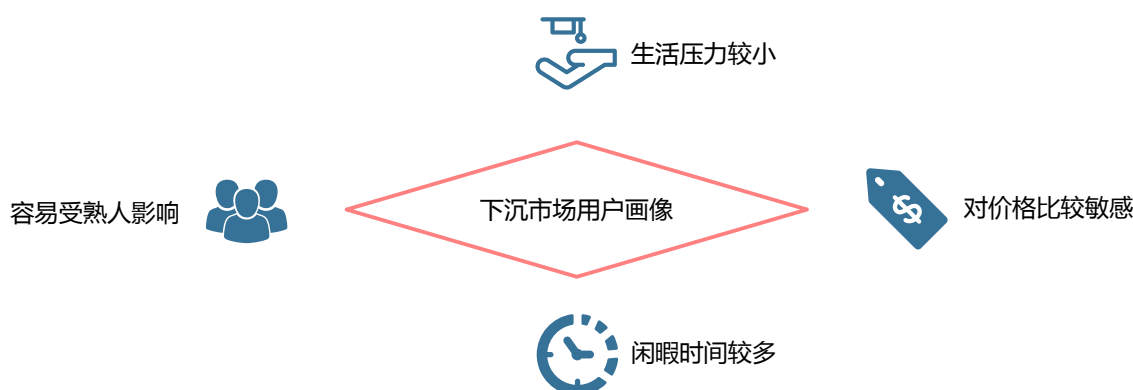 生活压力较小
容易受熟人影响
下沉市场用户画像
对价格比较敏感
闲暇时间较多